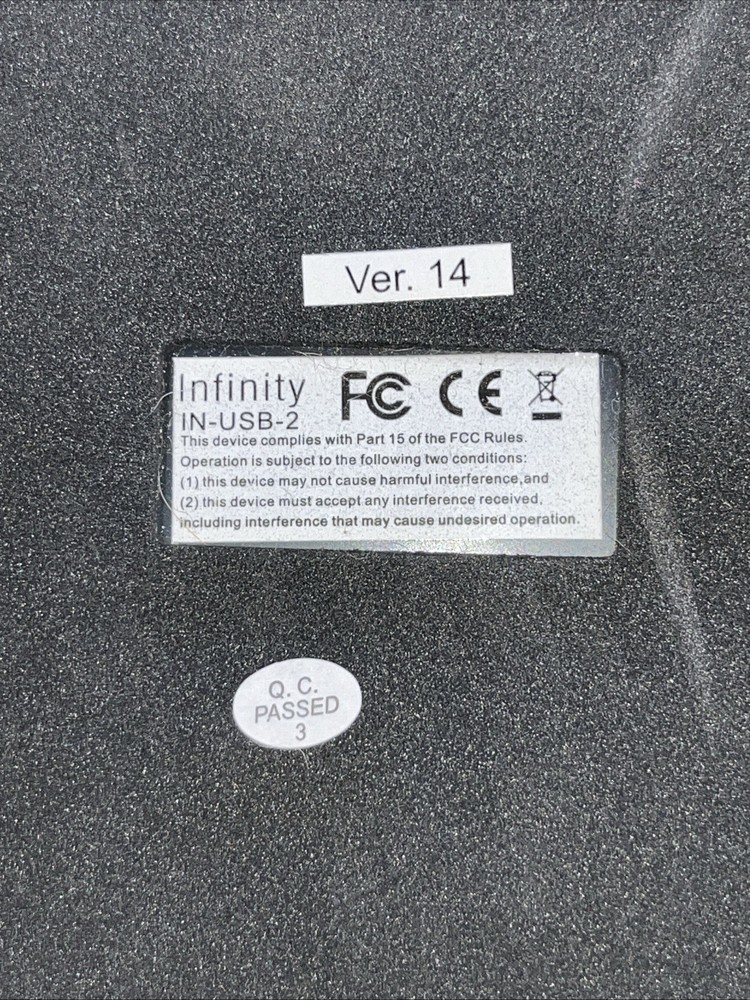 Ver. 14
Infinity FC CE
IN-USB-2
This device complies with Part 15 of the FCC Rules.
Operation is subject to the following two conditions:
(1) this device may not cause harmful interference,and
(2) this device must accept any interference received,
including interference that may cause undesired operation.
Q. C.
PASSED
3